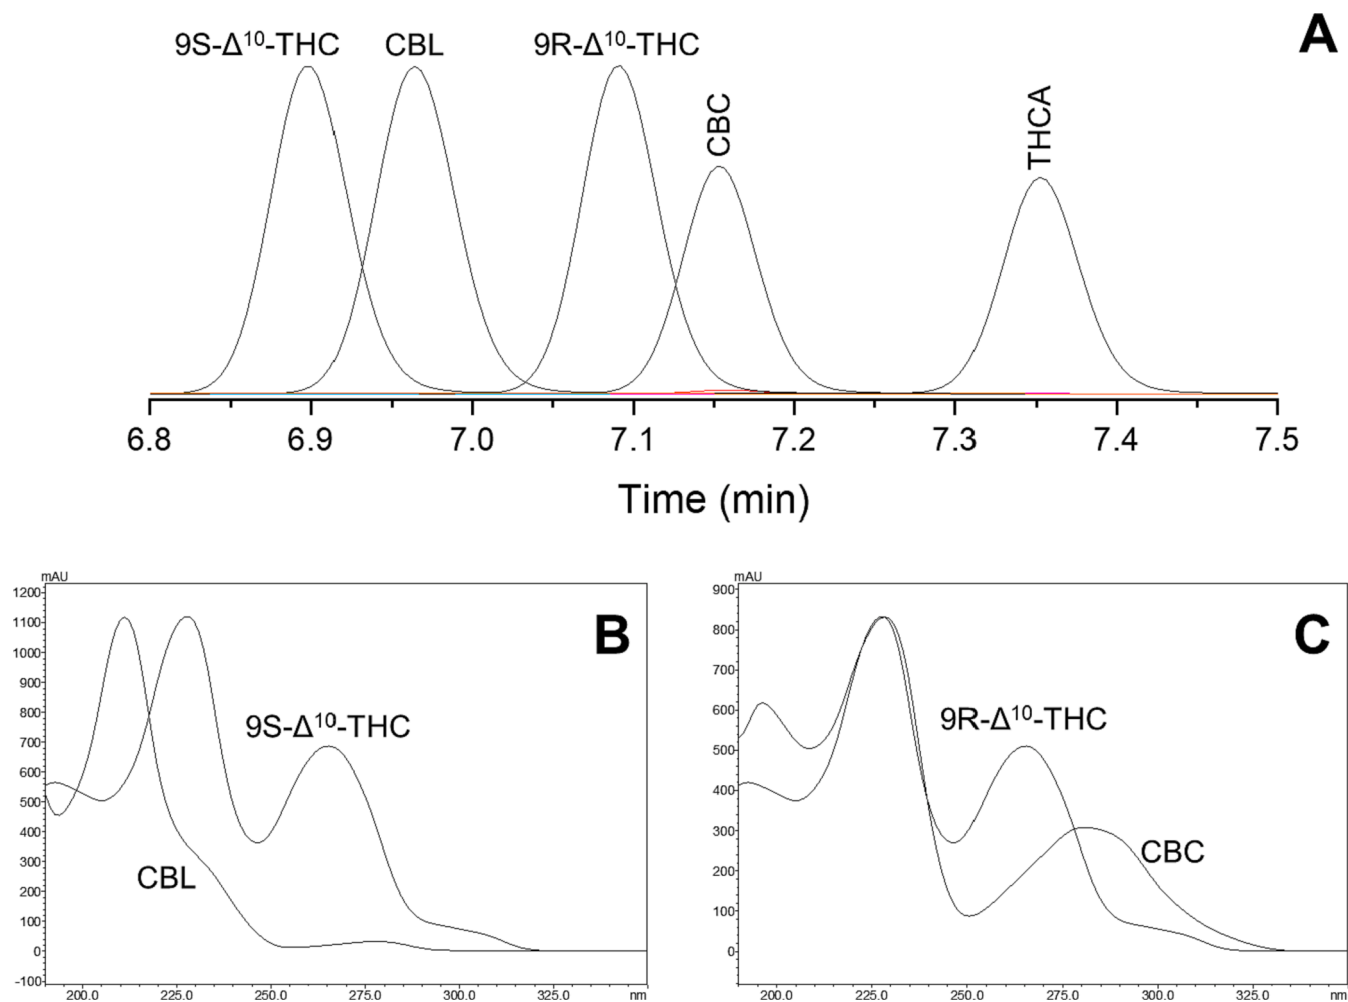 A
9S-Δ¹⁰-THC CBL 9R-Δ¹⁰-THC
CBC
THCA
6.8 6.9 7.0 7.1 7.2 7.3 7.4 7.5
Time (min)
mAU
1200
1100
1000
900
800
700
600
500
400
300
200
100
0
-100
B
9S-Δ¹⁰-THC
CBL
200.0 225.0 250.0 275.0 300.0 325.0 nm
mAU
900
800
700
600
500
400
300
200
100
0
C
9R-Δ¹⁰-THC
CBC
200.0 225.0 250.0 275.0 300.0 325.0 nm